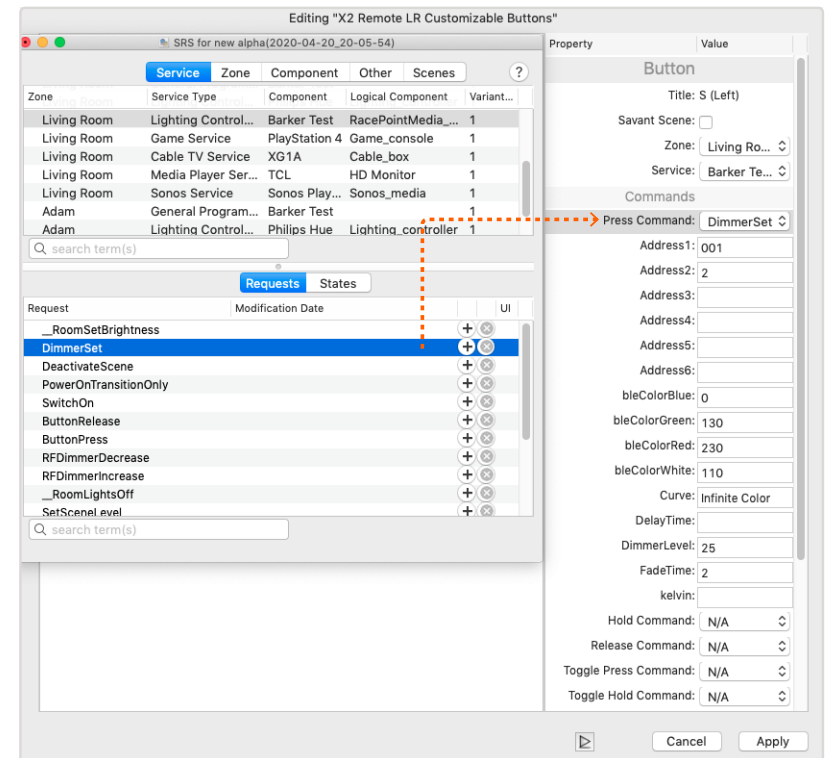 Editing "X2 Remote LR Customizable Buttons"
SRS for new alpha(2020-04-20_20-05-54)
Service Zone Component Other Scenes ?
Zone Service Type Component Logical Component Variant...
Living Room Lighting Control... Barker Test RacePointMedia_... 1
Living Room Game Service PlayStation 4 Game_console 1
Living Room Cable TV Service XG1A Cable_box 1
Living Room Media Player Ser... TCL HD Monitor 1
Living Room Sonos Service Sonos Play... Sonos_media 1
Adam General Program... Barker Test 1
Adam Lighting Control... Philips Hue Lighting_controller 1
search term(s)
Requests States
Request Modification Date UI
__RoomSetBrightness
DimmerSet
DeactivateScene
PowerOnTransitionOnly
SwitchOn
ButtonRelease
ButtonPress
RFDimmerDecrease
RFDimmerIncrease
__RoomLightsOff
SetSceneLevel
search term(s)
Property Value
Button
Title: S (Left)
Savant Scene:
Zone: Living Ro...
Service: Barker Te...
Commands
Press Command: DimmerSet
Address1: 001
Address2: 2
Address3:
Address4:
Address5:
Address6:
bleColorBlue: 0
bleColorGreen: 130
bleColorRed: 230
bleColorWhite: 110
Curve: Infinite Color
DelayTime:
DimmerLevel: 25
FadeTime: 2
kelvin:
Hold Command: N/A
Release Command: N/A
Toggle Press Command: N/A
Toggle Hold Command: N/A
Cancel Apply